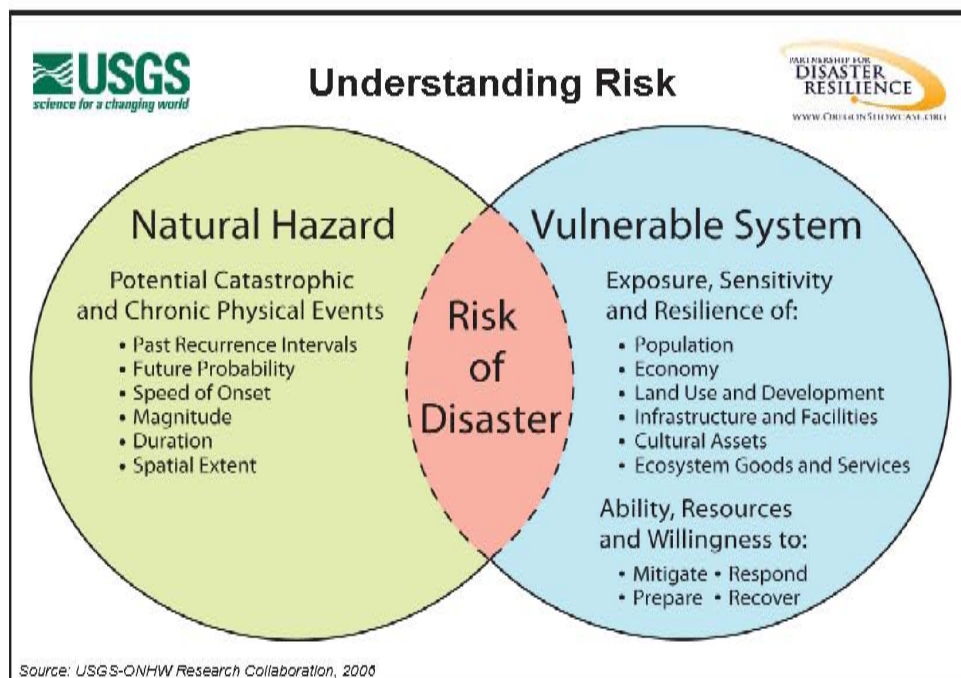 USGS
science for a changing world
Understanding Risk
PARTNERSHIP FOR
DISASTER
RESILIENCE
WWW.OREGONSHOWCASE.ORG
Natural Hazard
Potential Catastrophic
and Chronic Physical Events
• Past Recurrence Intervals
• Future Probability
• Speed of Onset
• Magnitude
• Duration
• Spatial Extent
Risk
of
Disaster
Vulnerable System
Exposure, Sensitivity
and Resilience of:
• Population
• Economy
• Land Use and Development
• Infrastructure and Facilities
• Cultural Assets
• Ecosystem Goods and Services
Ability, Resources
and Willingness to:
• Mitigate • Respond
• Prepare • Recover
Source: USGS-ONHW Research Collaboration, 2006